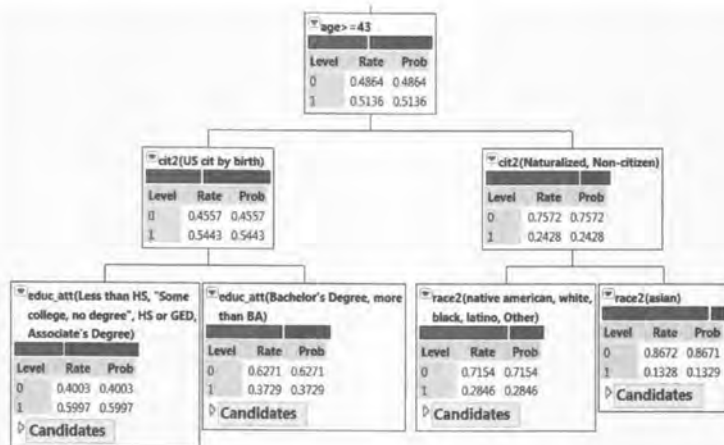 age>=43
Level Rate Prob
0 0.4864 0.4864
1 0.5136 0.5136
cit2(US cit by birth)
Level Rate Prob
0 0.4557 0.4557
1 0.5443 0.5443
cit2(Naturalized, Non-citizen)
Level Rate Prob
0 0.7572 0.7572
1 0.2428 0.2428
educ_att(Less than HS, "Some
college, no degree", HS or GED,
Associate's Degree)
Level Rate Prob
0 0.4003 0.4003
1 0.5997 0.5997
Candidates
educ_att(Bachelor's Degree, more
than BA)
Level Rate Prob
0 0.6271 0.6271
1 0.3729 0.3729
Candidates
race2(native american, white,
black, latino, Other)
Level Rate Prob
0 0.7154 0.7154
1 0.2846 0.2846
Candidates
race2(asian)
Level Rate Prob
0 0.8672 0.8671
1 0.1328 0.1329
Candidates